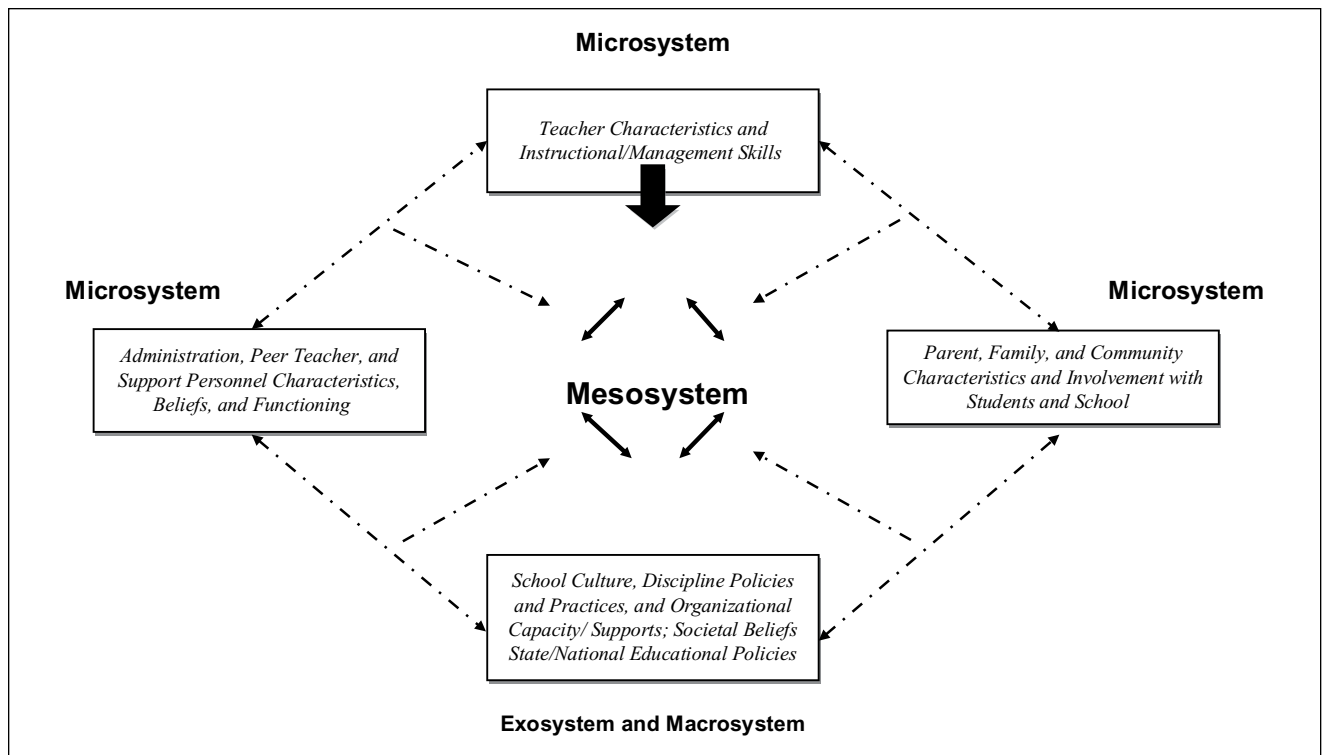 Microsystem
Teacher Characteristics and
Instructional/Management Skills
Microsystem
Administration, Peer Teacher, and
Support Personnel Characteristics,
Beliefs, and Functioning
Mesosystem
Microsystem
Parent, Family, and Community
Characteristics and Involvement with
Students and School
School Culture, Discipline Policies
and Practices, and Organizational
Capacity/ Supports; Societal Beliefs
State/National Educational Policies
Exosystem and Macrosystem